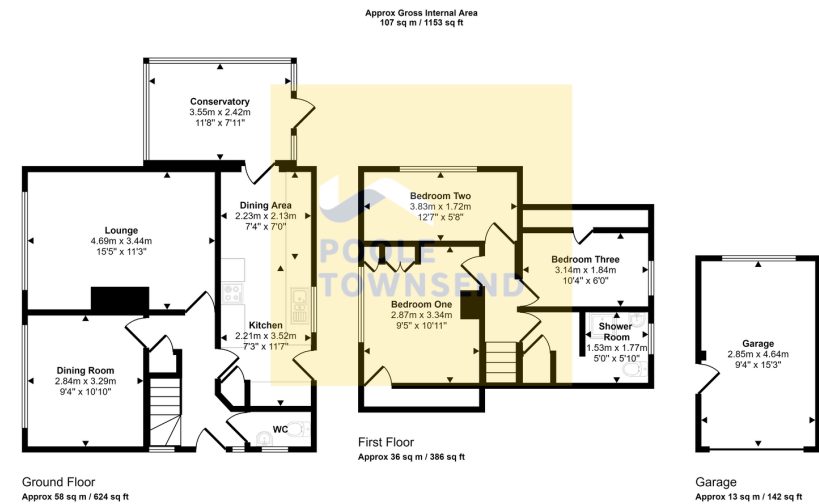 Approx Gross Internal Area
107 sq m / 1153 sq ft
Conservatory
3.55m x 2.42m
11'8" x 7'11"
Lounge
4.69m x 3.44m
15'5" x 11'3"
Dining Area
2.23m x 2.13m
7'4" x 7'0"
Kitchen
2.21m x 3.52m
7'3" x 11'7"
Dining Room
2.84m x 3.29m
9'4" x 10'10"
WC
Ground Floor
Approx 58 sq m / 624 sq ft
POOLE
TOWNSEND
Bedroom Two
3.83m x 1.72m
12'7" x 5'8"
Bedroom Three
3.14m x 1.84m
10'4" x 6'0"
Bedroom One
2.87m x 3.34m
9'5" x 10'11"
Shower
Room
1.53m x 1.77m
5'0" x 5'10"
First Floor
Approx 36 sq m / 386 sq ft
Garage
2.85m x 4.64m
9'4" x 15'3"
Garage
Approx 13 sq m / 142 sq ft